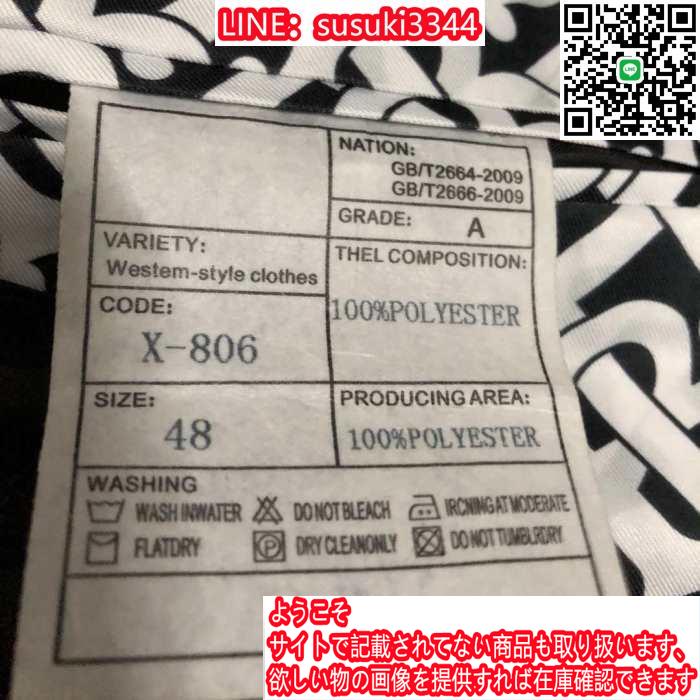 LINE：susuki3344
NATION:
GB/T2664-2009
GB/T2666-2009
GRADE: A
VARIETY:
Westem-style clothes
THEL COMPOSITION:
100%POLYESTER
CODE:
X-806
SIZE:
48
PRODUCING AREA:
100%POLYESTER
WASHING
WASH INWATER DO NOT BLEACH IRCNING AT MODERATE
FLATDRY P DRY CLEANONLY DO NOT TUMBLRDRY
ようこそ
サイトで記載されてない商品も取り扱います、
欲しい物の画像を提供すれば在庫確認できます